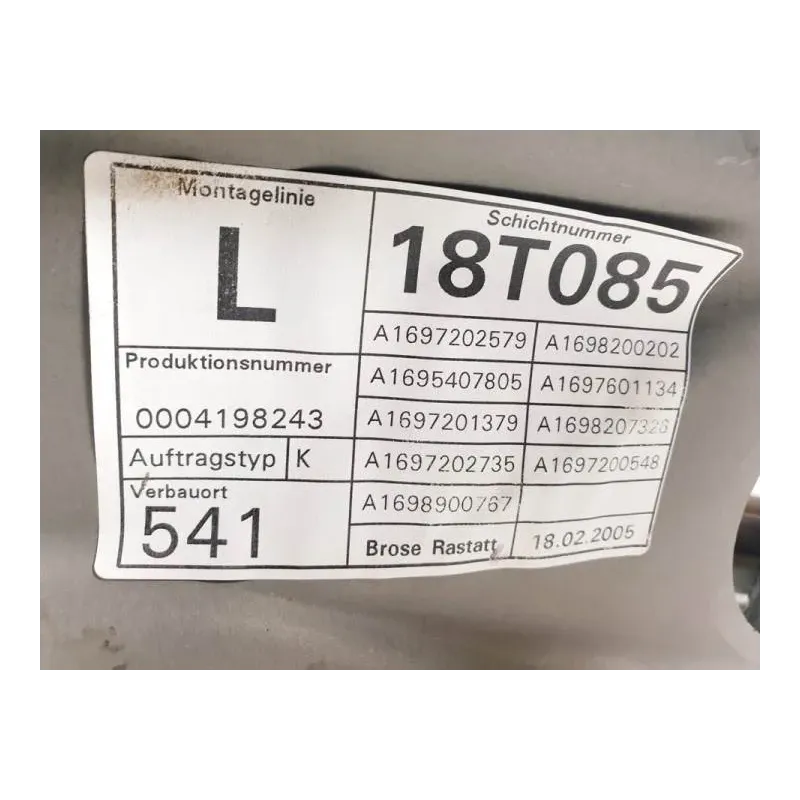 Montagelinie
L
Schichtnummer
18T085
Produktionsnummer
0004198243
Auftragstyp K
Verbauort
541
A1697202579 A1698200202
A1695407805 A1697601134
A1697201379 A1698207328
A1697202735 A1697200548
A1698900767
Brose Rastatt 18.02.2005